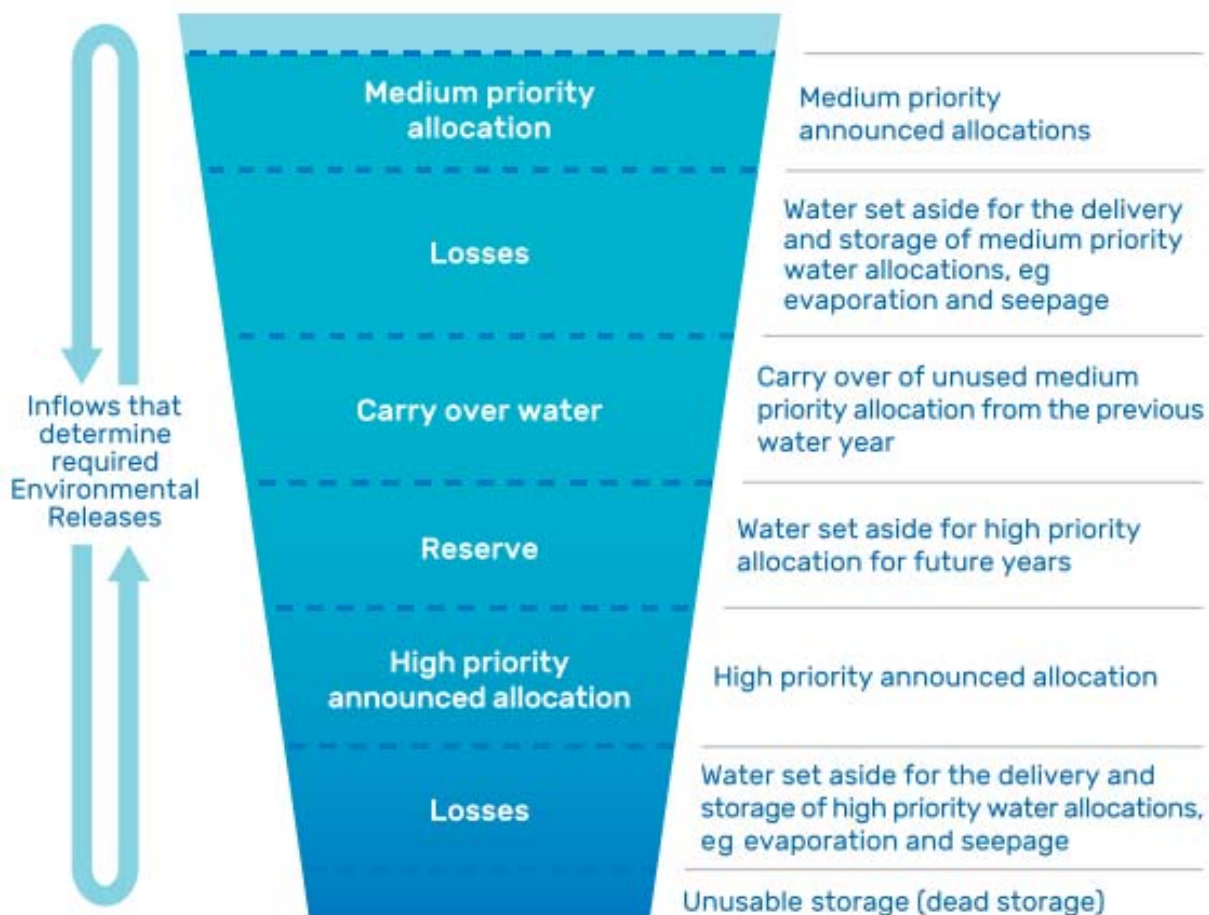 Medium priority
allocation
Medium priority
announced allocations
Losses
Water set aside for the delivery
and storage of medium priority
water allocations, eg
evaporation and seepage
Inflows that
determine
required
Environmental
Releases
Carry over water
Carry over of unused medium
priority allocation from the previous
water year
Reserve
Water set aside for high priority
allocation for future years
High priority
announced allocation
High priority announced allocation
Losses
Water set aside for the delivery and
storage of high priority water allocations,
eg evaporation and seepage
Unusable storage (dead storage)